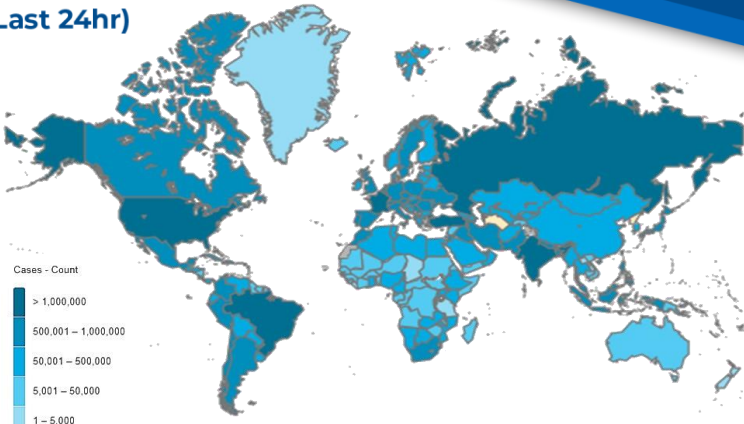 Last 24hr)
Cases - Count
> 1,000,000
500,001 – 1,000,000
50,001 – 500,000
5,001 – 50,000
1 – 5,000